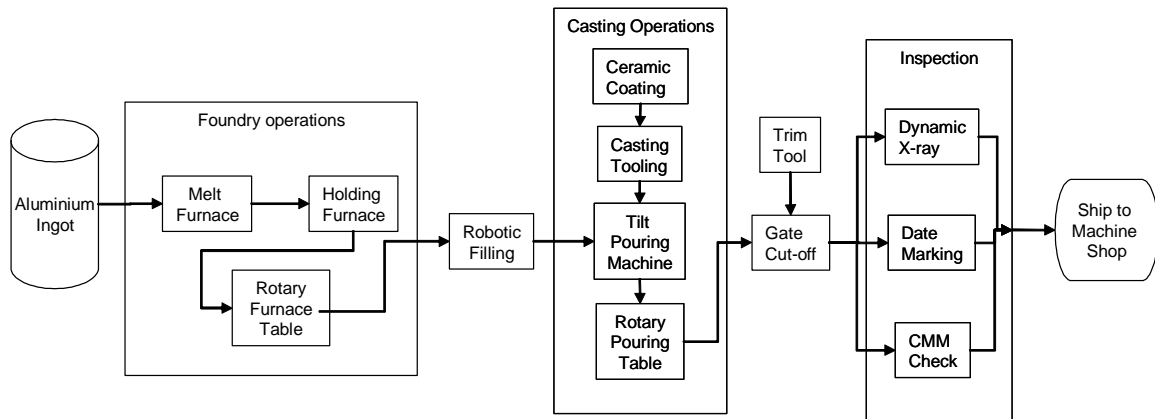 Aluminium
Ingot
Foundry operations
Melt
Furnace
Holding
Furnace
Rotary
Furnace
Table
Robotic
Filling
Casting Operations
Ceramic
Coating
Casting
Tooling
Tilt
Pouring
Machine
Rotary
Pouring
Table
Trim
Tool
Gate
Cut-off
Inspection
Dynamic
X-ray
Date
Marking
CMM
Check
Ship to
Machine
Shop